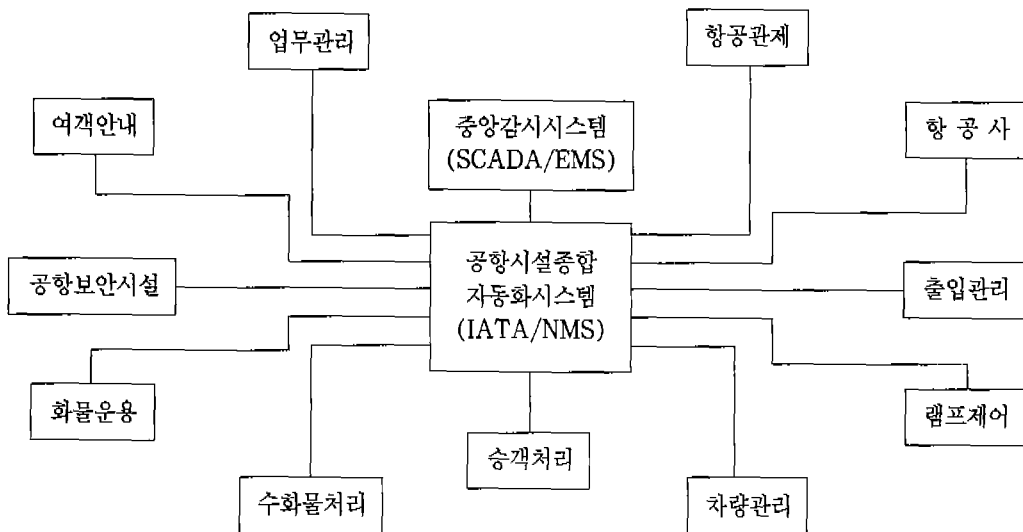 업무관리
항공관제
여객안내
중앙감시시스템
(SCADA/EMS)
항 공 사
공항시설종합
자동화시스템
(IATA/NMS)
공항보안시설
출입관리
화물운용
램프제어
승객처리
수화물처리
차량관리